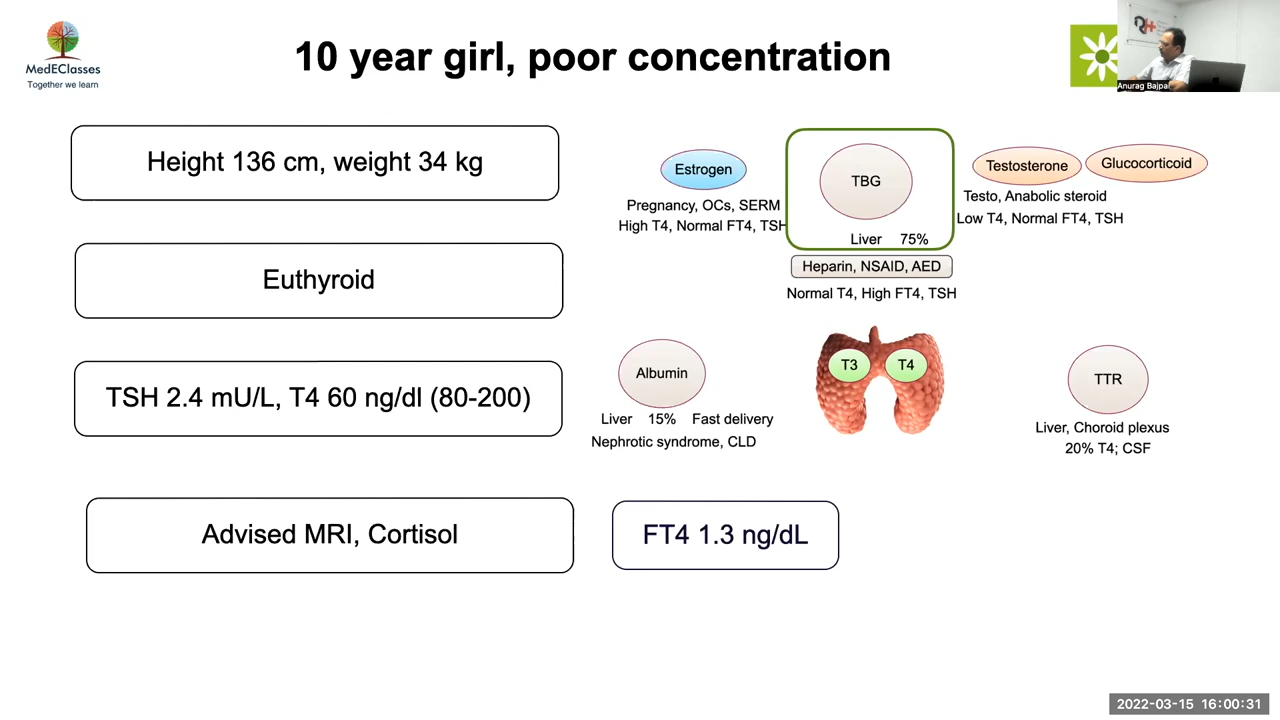 10 year girl, poor concentration
MedEClasses
Together we learn
Anurag Bajpai
Height 136 cm, weight 34 kg
Euthyroid
TSH 2.4 mU/L, T4 60 ng/dl (80-200)
Advised MRI, Cortisol
FT4 1.3 ng/dL
Estrogen
Pregnancy, OCs, SERM
High T4, Normal FT4, TSH
TBG
Liver 75%
Heparin, NSAID, AED
Normal T4, High FT4, TSH
Testosterone
Glucocorticoid
Testo, Anabolic steroid
Low T4, Normal FT4, TSH
T3
T4
Albumin
Liver 15% Fast delivery
Nephrotic syndrome, CLD
TTR
Liver, Choroid plexus
20% T4; CSF
2022-03-15 16:00:31